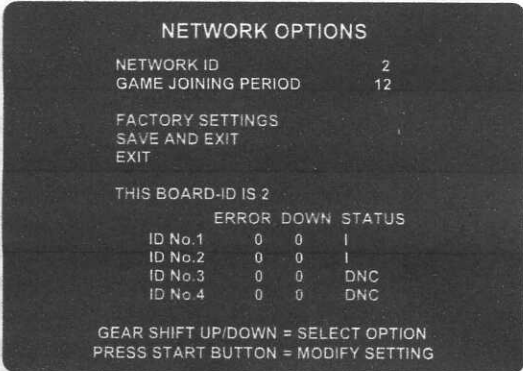 NETWORK OPTIONS
NETWORK ID 2
GAME JOINING PERIOD 12
FACTORY SETTINGS
SAVE AND EXIT
EXIT
THIS BOARD-ID IS 2
ERROR DOWN STATUS
ID No.1 0 0 I
ID No.2 0 0 I
ID No.3 0 0 DNC
ID No.4 0 0 DNC
GEAR SHIFT UP/DOWN = SELECT OPTION
PRESS START BUTTON = MODIFY SETTING